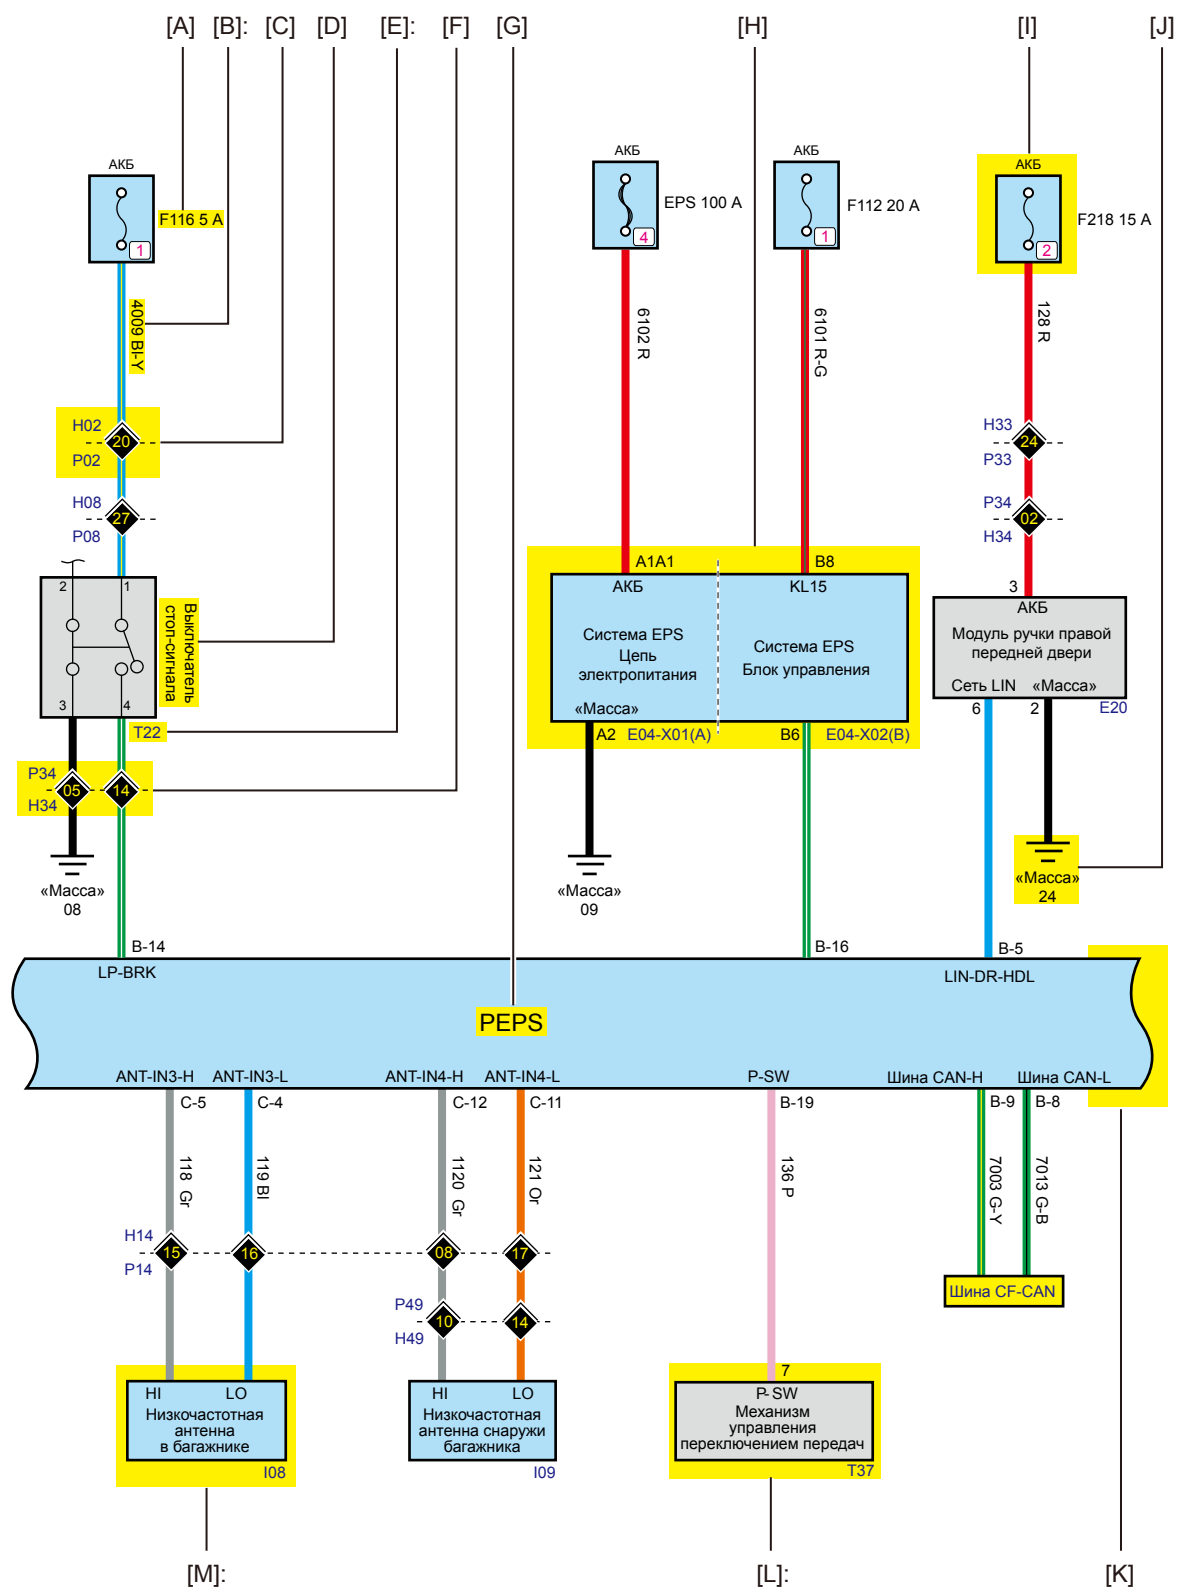 [A] [B]: [C] [D] [E]: [F] [G] [H] [I] [J]
АКБ АКБ АКБ АКБ
F116 5 A
1
EPS 100 A
4
F112 20 A
1
F218 15 A
2
4009 Bl-Y
6102 R
6101 R-G
128 R
H02
20
P02
H33
24
P33
H08
27
P08
P34
02
H34
2 1
3 4
Выключатель
стоп-сигнала
T22
A1A1 B8
АКБ KL15
Система EPS
Цепь
электропитания
Система EPS
Блок управления
«Масса»
A2 E04-X01(A) B6 E04-X02(B)
3
АКБ
Модуль ручки правой
передней двери
Сеть LIN «Масса»
6 2 E20
P34
05 14
H34
«Масса»
08
«Масса»
09
«Масса»
24
B-14 B-16 B-5
LP-BRK LIN-DR-HDL
PEPS
ANT-IN3-H ANT-IN3-L ANT-IN4-H ANT-IN4-L P-SW Шина CAN-H Шина CAN-L
C-5 C-4 C-12 C-11 B-19 B-9 B-8
118 Gr
119 Bl
1120 Gr
121 Or
136 P
7003 G-Y
7013 G-B
H14
15 16 08 17
P14
Шина CF-CAN
P49
10 14
H49
HI LO
Низкочастотная
антенна
в багажнике
I08
HI LO
Низкочастотная
антенна снаружи
багажника
I09
7
P-SW
Механизм
управления
переключением передач
T37
[M]: [L]: [K]